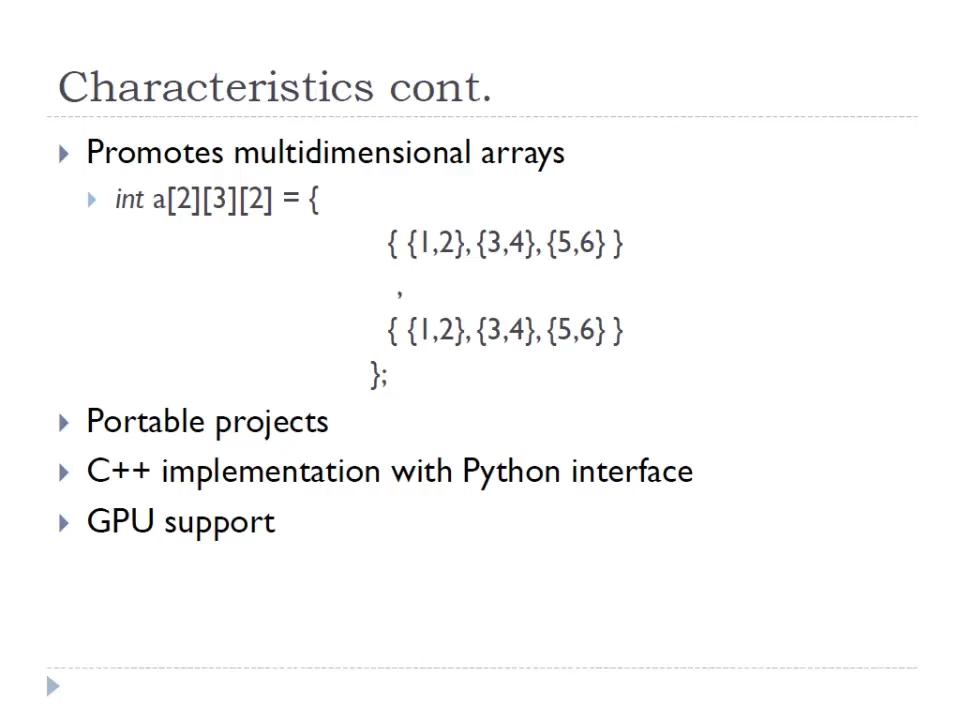 Characteristics cont.
Promotes multidimensional arrays
int a[2][3][2] = {
{ {1,2}, {3,4}, {5,6} }
,
{ {1,2}, {3,4}, {5,6} }
};
Portable projects
C++ implementation with Python interface
GPU support